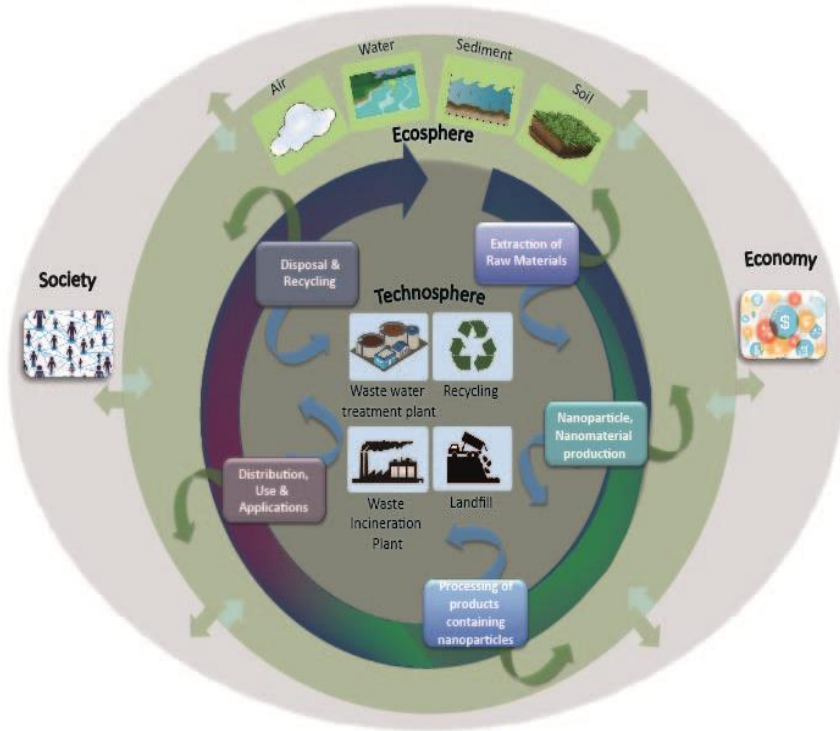 Air
Water
Sediment
Soil
Ecosphere
Disposal &
Recycling
Extraction of
Raw Materials
Society
Economy
Technosphere
Waste water
treatment plant
Recycling
Nanoparticle,
Nanomaterial
production
Distribution,
Use &
Applications
Waste
Incineration
Plant
Landfill
Processing of
products
containing
nanoparticles